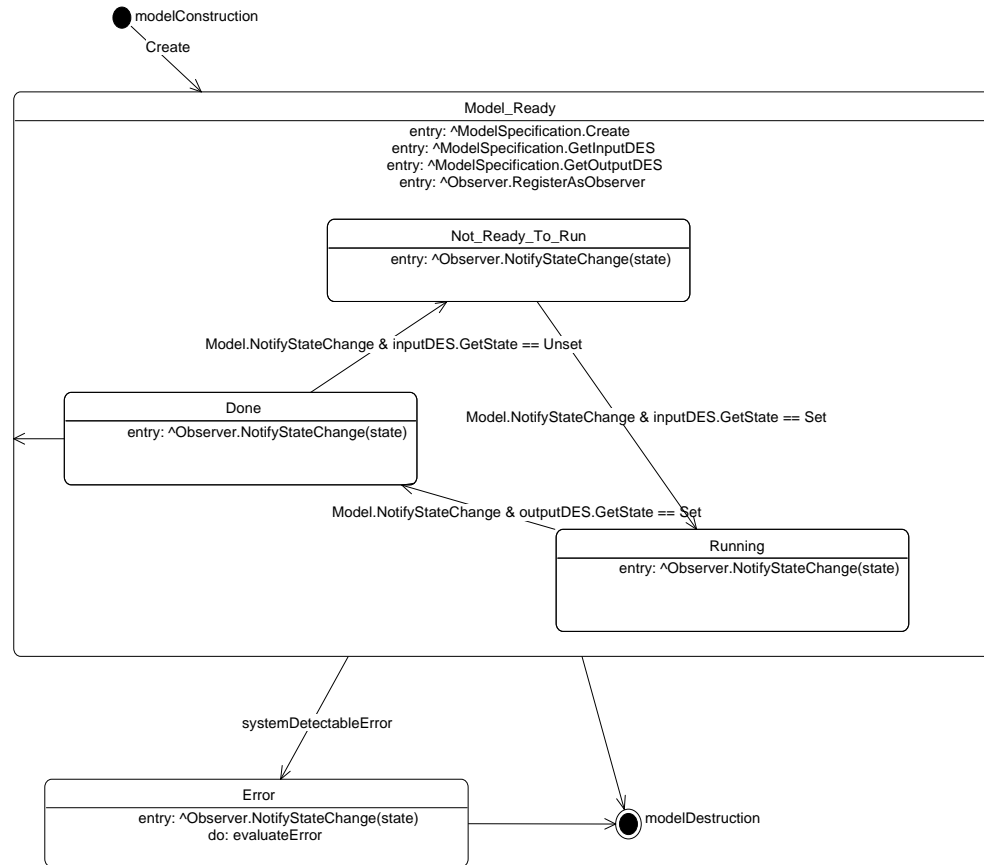 modelConstruction
Create
Model_Ready
entry: ^ModelSpecification.Create
entry: ^ModelSpecification.GetInputDES
entry: ^ModelSpecification.GetOutputDES
entry: ^Observer.RegisterAsObserver
Not_Ready_To_Run
entry: ^Observer.NotifyStateChange(state)
Model.NotifyStateChange & inputDES.GetState == Unset
Done
entry: ^Observer.NotifyStateChange(state)
Model.NotifyStateChange & inputDES.GetState == Set
Model.NotifyStateChange & outputDES.GetState == Set
Running
entry: ^Observer.NotifyStateChange(state)
systemDetectableError
Error
entry: ^Observer.NotifyStateChange(state)
do: evaluateError
modelDestruction